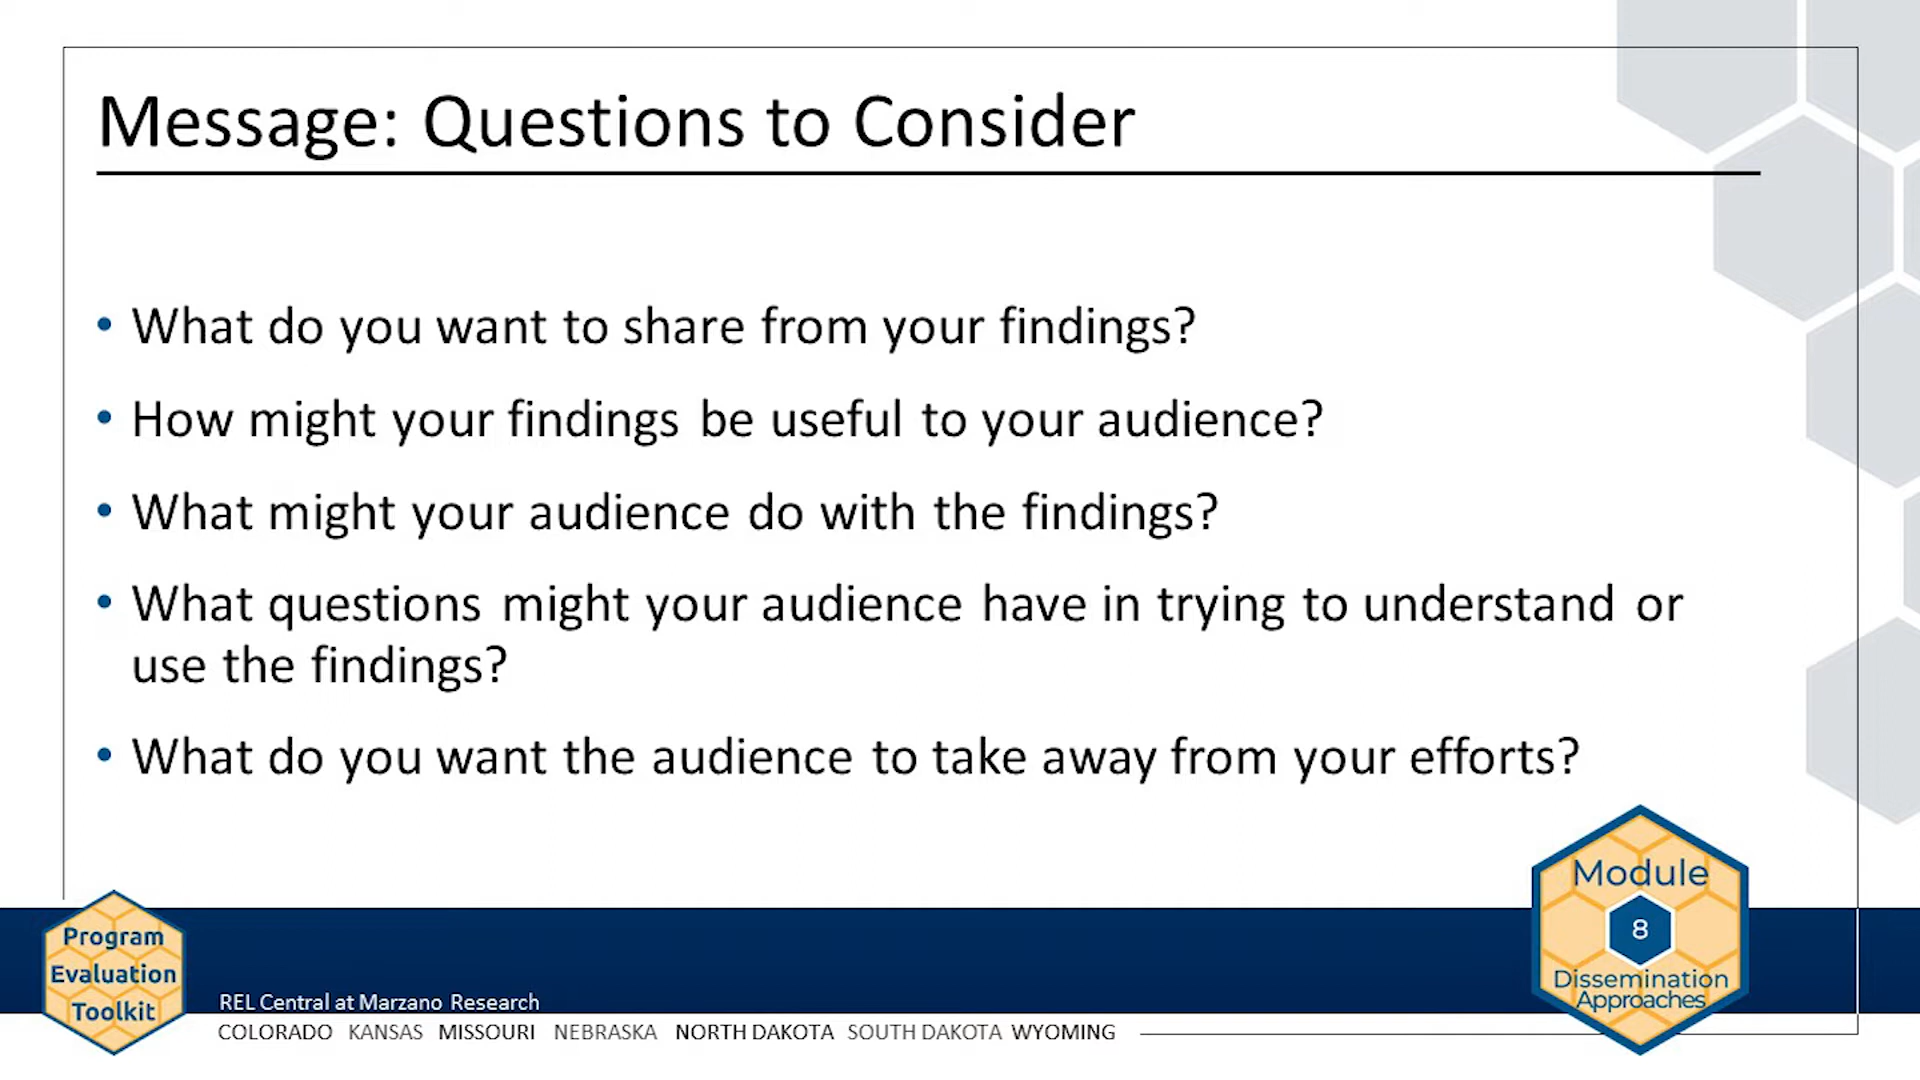 Message: Questions to Consider
• What do you want to share from your findings?
• How might your findings be useful to your audience?
• What might your audience do with the findings?
• What questions might your audience have in trying to understand or
use the findings?
• What do you want the audience to take away from your efforts?
Module
8
Dissemination
Approaches
Program
Evaluation
Toolkit
REL Central at Marzano Research
COLORADO KANSAS MISSOURI NEBRASKA NORTH DAKOTA SOUTH DAKOTA WYOMING